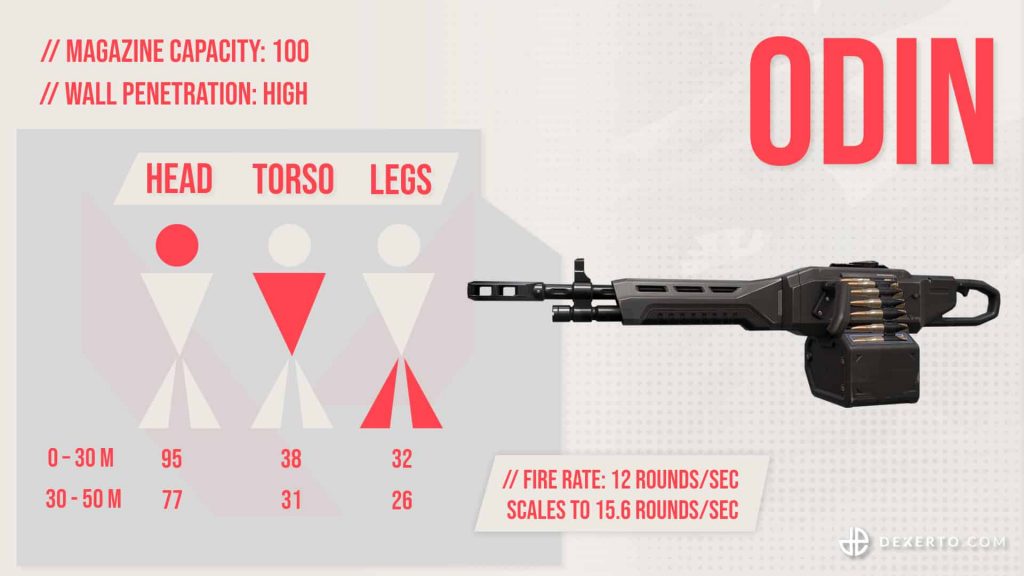 // MAGAZINE CAPACITY: 100
// WALL PENETRATION: HIGH
ODIN
HEAD TORSO LEGS
0 – 30 M 95 38 32
30 - 50 M 77 31 26
// FIRE RATE: 12 ROUNDS/SEC
SCALES TO 15.6 ROUNDS/SEC
DEXERTO.COM